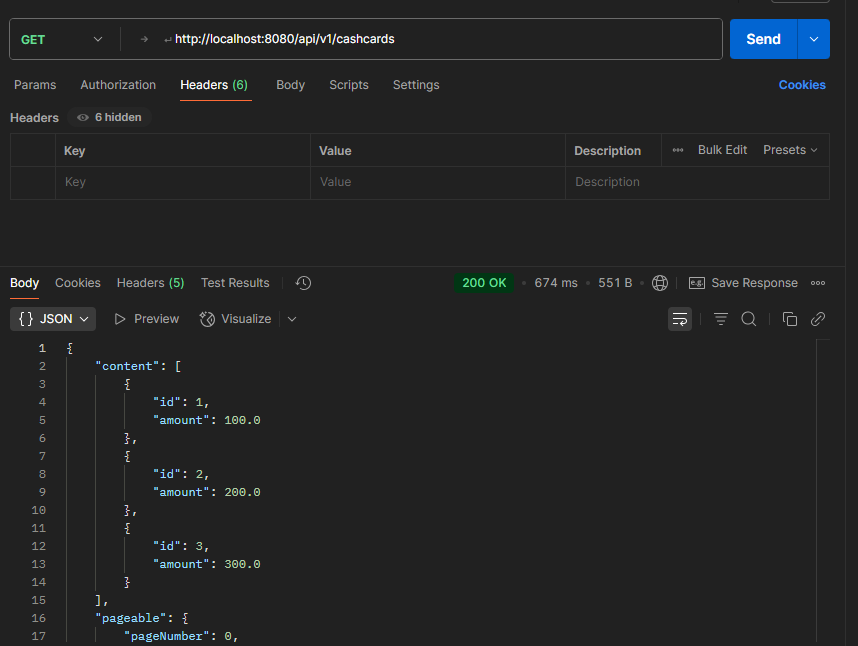 GET http://localhost:8080/api/v1/cashcards Send
Params Authorization Headers (6) Body Scripts Settings Cookies
Headers 6 hidden
Key Value Description Bulk Edit Presets
Key Value Description
Body Cookies Headers (5) Test Results 200 OK • 674 ms • 551 B • e.g. Save Response
{} JSON Preview Visualize
1 {
2 "content": [
3 {
4 "id": 1,
5 "amount": 100.0
6 },
7 {
8 "id": 2,
9 "amount": 200.0
10 },
11 {
12 "id": 3,
13 "amount": 300.0
14 }
15 ],
16 "pageable": {
17 "pageNumber": 0,